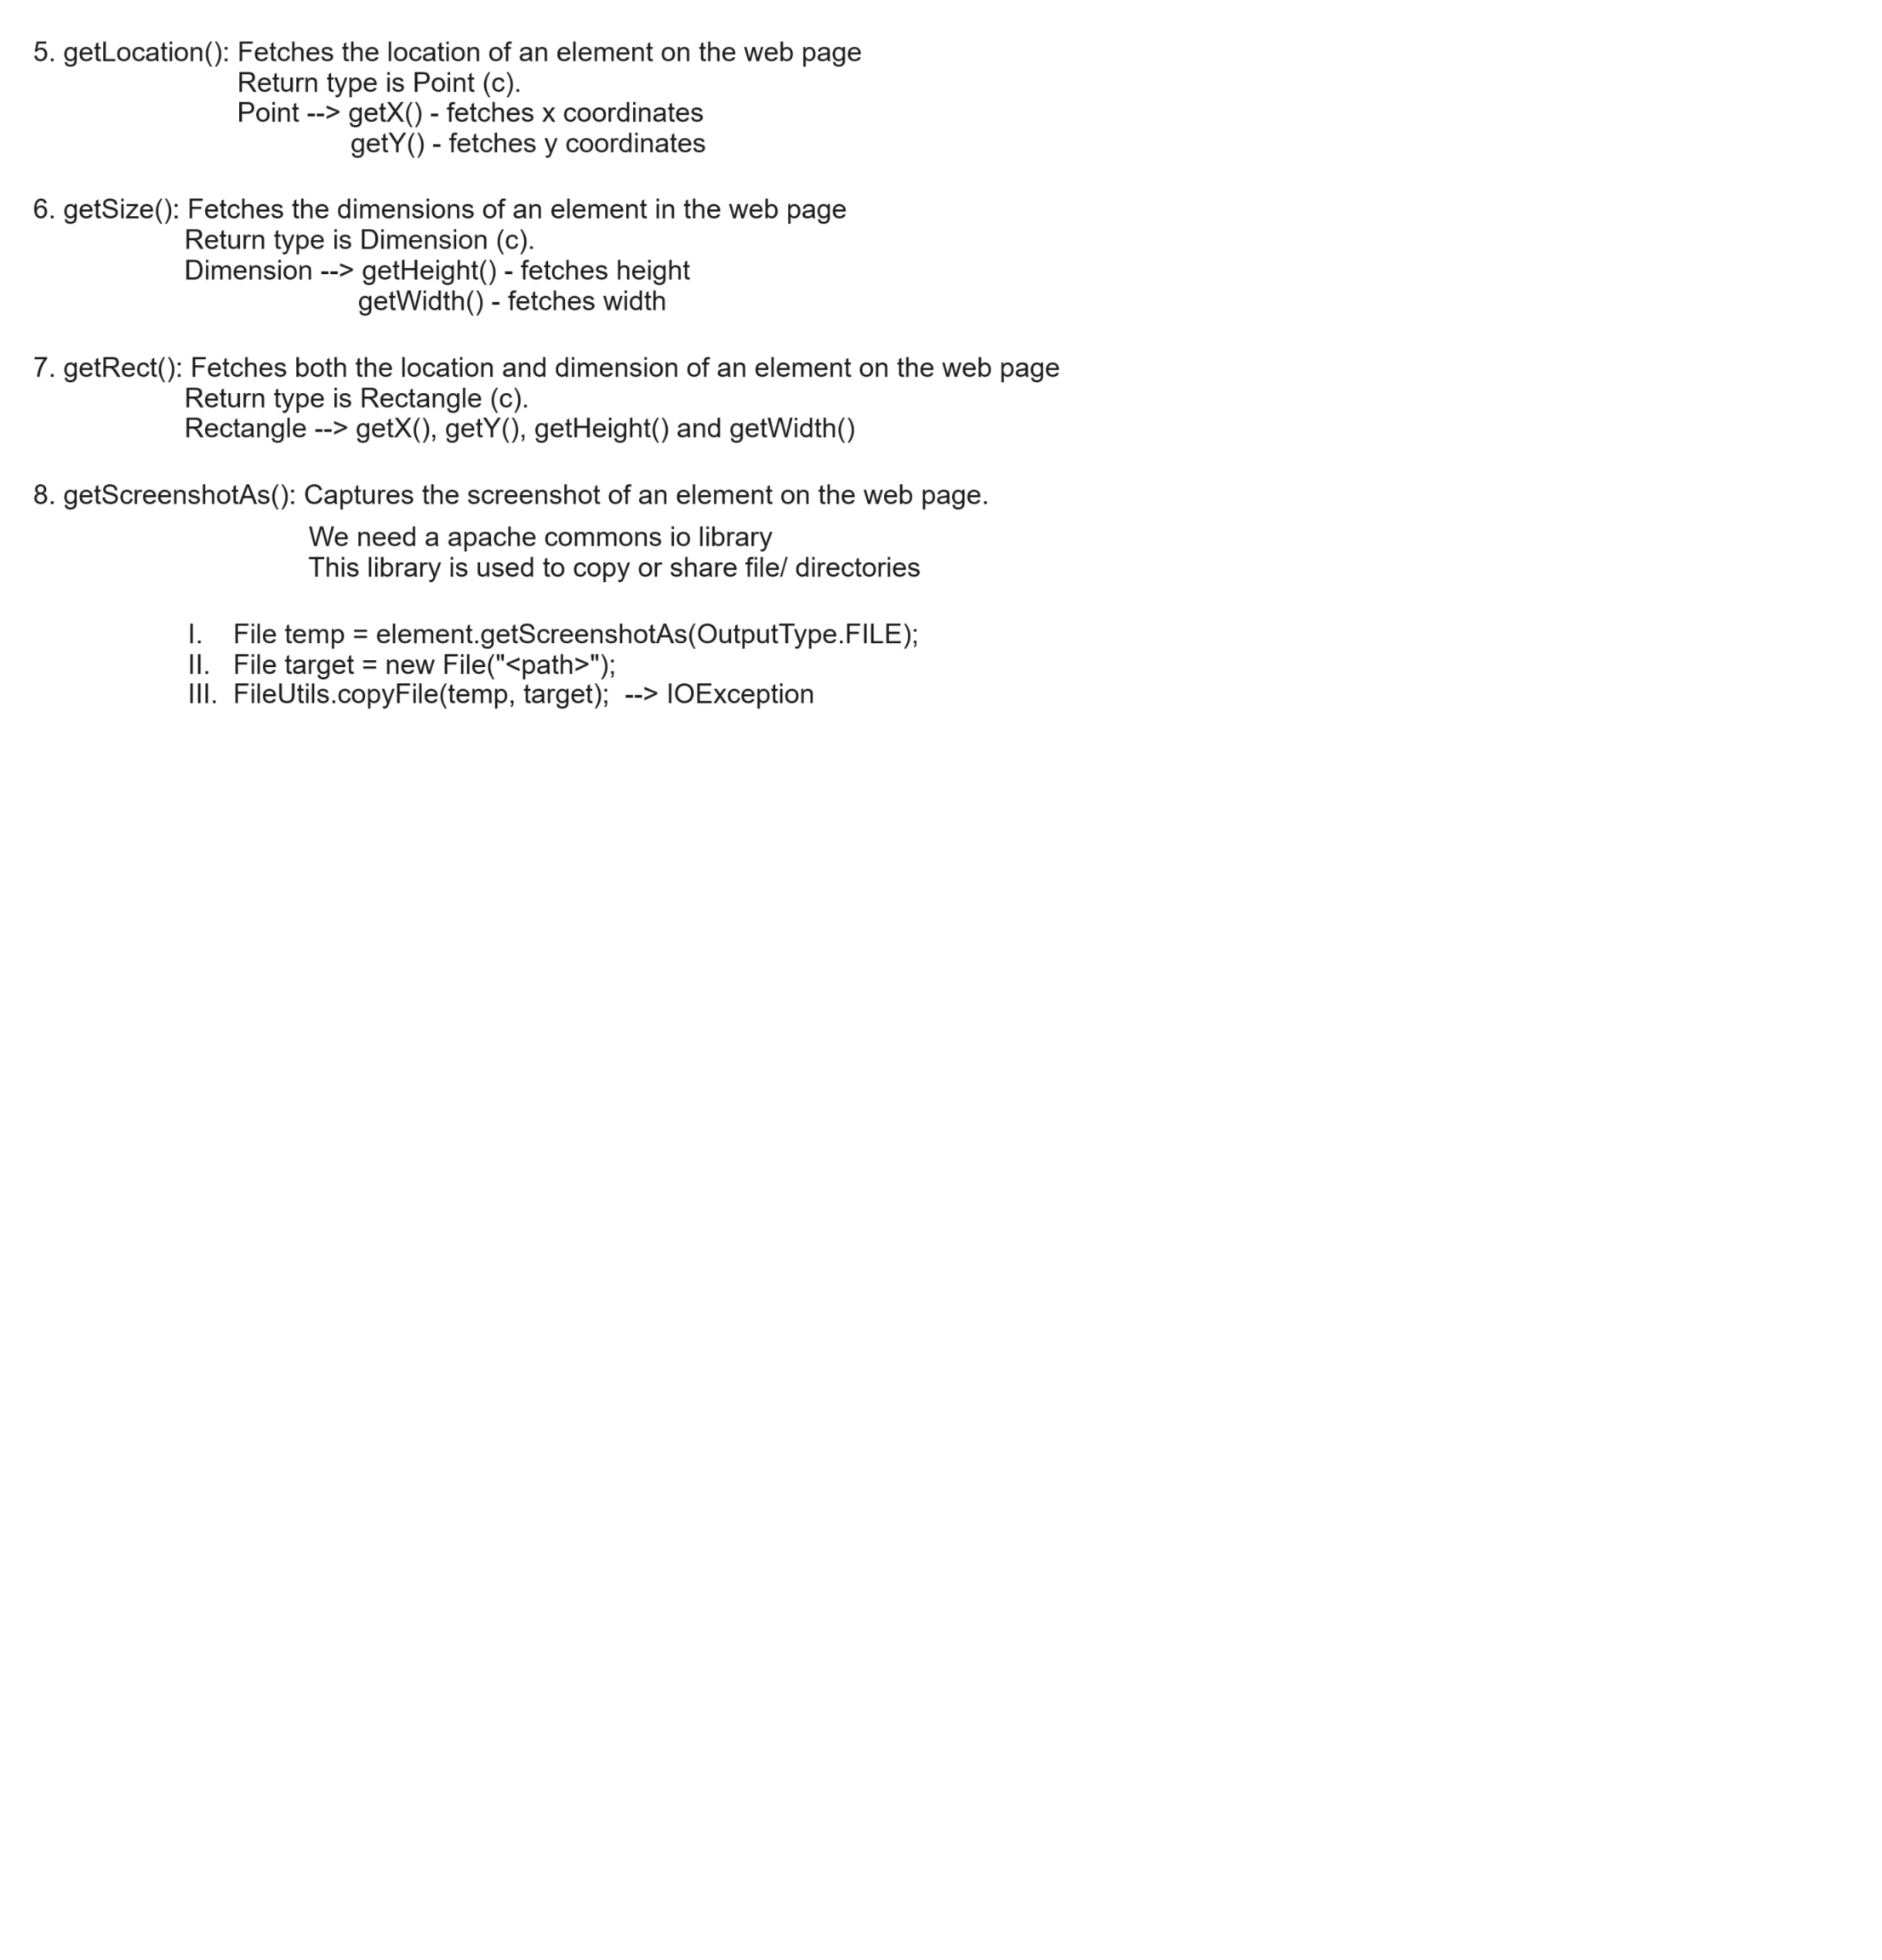 5. getLocation(): Fetches the location of an element on the web page
Return type is Point (c).
Point --> getX() - fetches x coordinates
getY() - fetches y coordinates
6. getSize(): Fetches the dimensions of an element in the web page
Return type is Dimension (c).
Dimension --> getHeight() - fetches height
getWidth() - fetches width
7. getRect(): Fetches both the location and dimension of an element on the web page
Return type is Rectangle (c).
Rectangle --> getX(), getY(), getHeight() and getWidth()
8. getScreenshotAs(): Captures the screenshot of an element on the web page.
We need a apache commons io library
This library is used to copy or share file/ directories
I. File temp = element.getScreenshotAs(OutputType.FILE);
II. File target = new File("<path>");
III. FileUtils.copyFile(temp, target); --> IOException